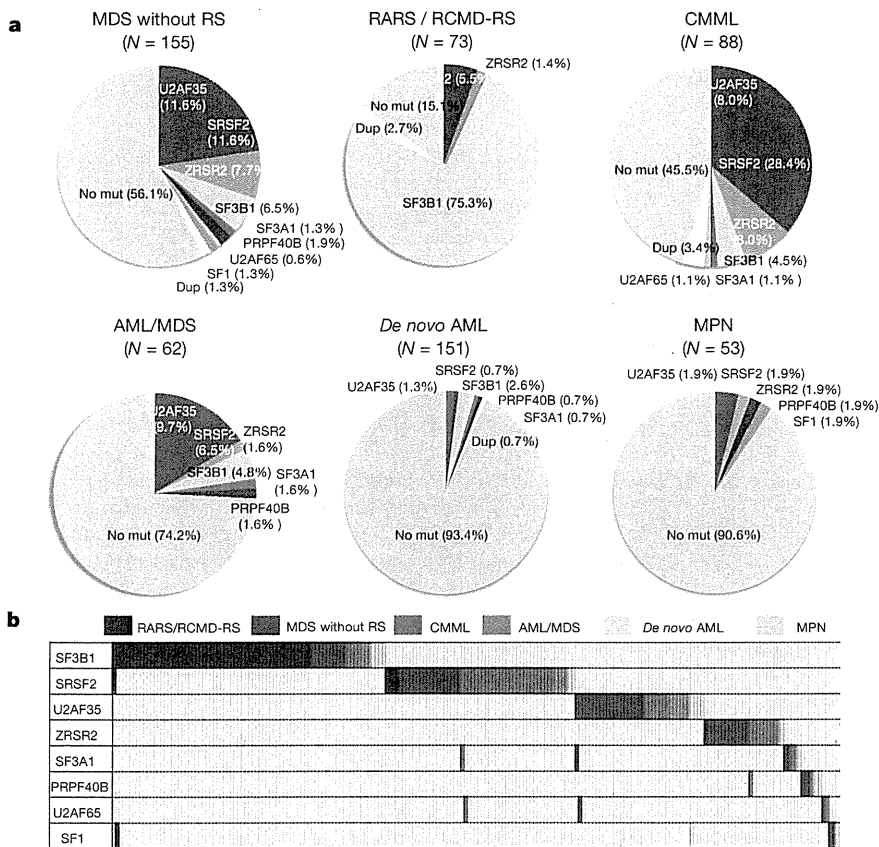 a
MDS without RS
(N = 155)
U2AF35
(11.6%)
SRSF2
(11.6%)
ZRSR2 (7.7%
No mut (56.1%)
SF3B1 (6.5%)
SF3A1 (1.3% )
PRPF40B (1.9%)
U2AF65 (0.6%)
SF1 (1.3%)
Dup (1.3%)
RARS / RCMD-RS
(N = 73)
ZRSR2 (1.4%)
2 (5.5%
No mut (15.1%)
Dup (2.7%)
SF3B1 (75.3%)
CMML
(N = 88)
U2AF35
(8.0%)
SRSF2 (28.4%)
No mut (45.5%)
ZRSR2
(8.0%)
Dup (3.4%)
SF3B1 (4.5%)
U2AF65 (1.1%)
SF3A1 (1.1% )
AML/MDS
(N = 62)
U2AF35
(9.7%)
SRSF2
(6.5%)
ZRSR2
(1.6%)
SF3B1 (4.8%)
SF3A1
(1.6% )
PRPF40B
(1.6% )
No mut (74.2%)
De novo AML
(N = 151)
SRSF2 (0.7%)
U2AF35 (1.3%)
SF3B1 (2.6%)
PRPF40B (0.7%)
SF3A1 (0.7%)
Dup (0.7%)
No mut (93.4%)
MPN
(N = 53)
U2AF35 (1.9%)
SRSF2 (1.9%)
ZRSR2 (1.9%)
PRPF40B (1.9%)
SF1 (1.9%)
No mut (90.6%)
b
RARS/RCMD-RS
MDS without RS
CMML
AML/MDS
De novo AML
MPN
SF3B1
SRSF2
U2AF35
ZRSR2
SF3A1
PRPF40B
U2AF65
SF1